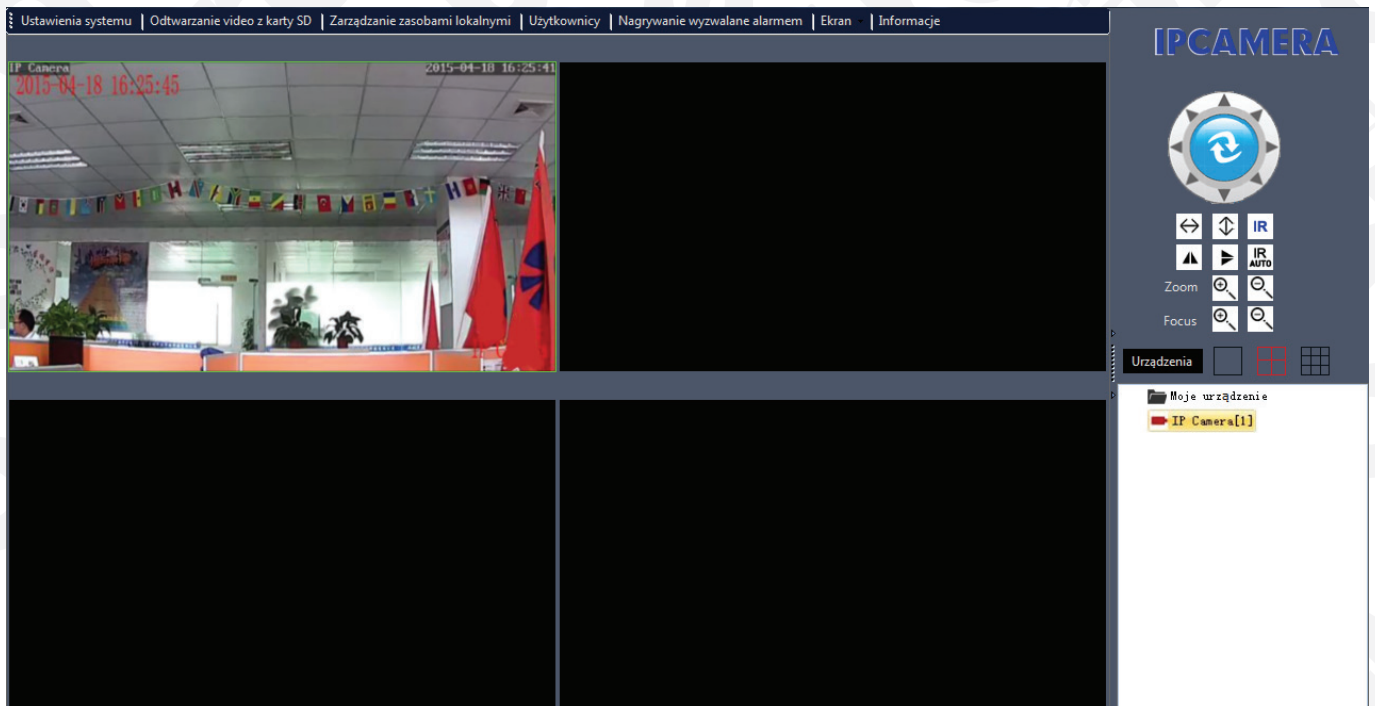 Ustawienia systemu | Odtwarzanie video z karty SD | Zarządzanie zasobami lokalnymi | Użytkownicy | Nagrywanie wyzwalane alarmem | Ekran | Informacje
IPCAMERA
IP Camera 2015-04-18 16:25:41
2015-04-18 16:25:45
IR
IR AUTO
Zoom
Focus
Urządzenia
Moje urządzenie
IP Camera[1]